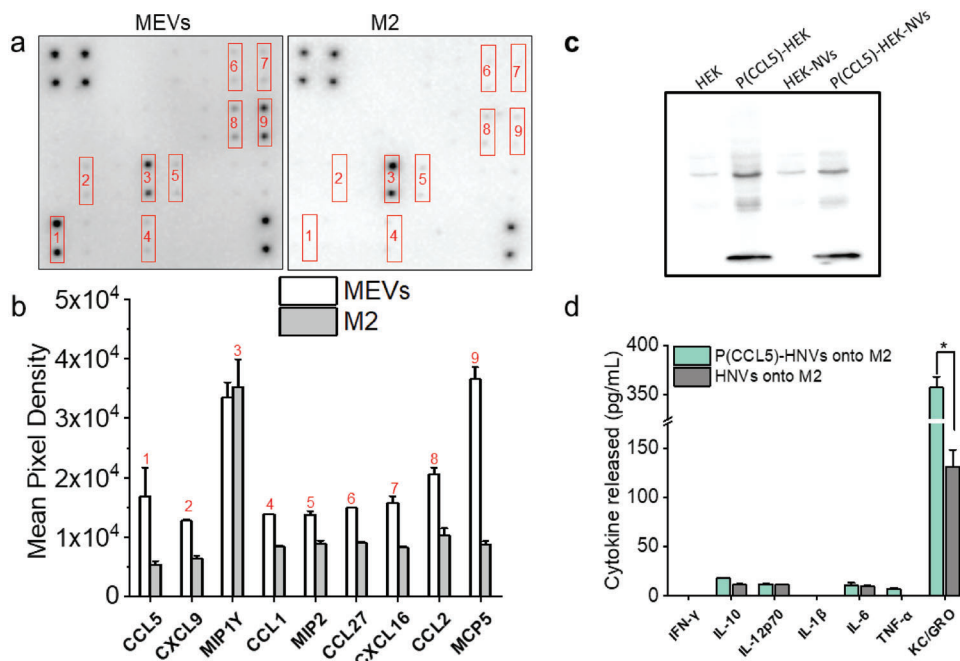 a
MEVs
M2
1
2
3
4
5
6
7
8
9
1
2
3
4
5
6
7
8
9
b
5x10⁴
4x10⁴
3x10⁴
2x10⁴
1x10⁴
0
Mean Pixel Density
MEVs
M2
1
2
3
4
5
6
7
8
9
CCL5
CXCL9
MIP1Y
CCL1
MIP2
CCL27
CXCL16
CCL2
MCP5
c
HEK
P(CCL5)-HEK
HEK-NVs
P(CCL5)-HEK-NVs
d
Cytokine released (pg/mL)
400
350
150
100
50
0
P(CCL5)-HNVs onto M2
HNVs onto M2
*
IFN-γ
IL-10
IL-12p70
IL-1β
IL-6
TNF-α
KC/GRO